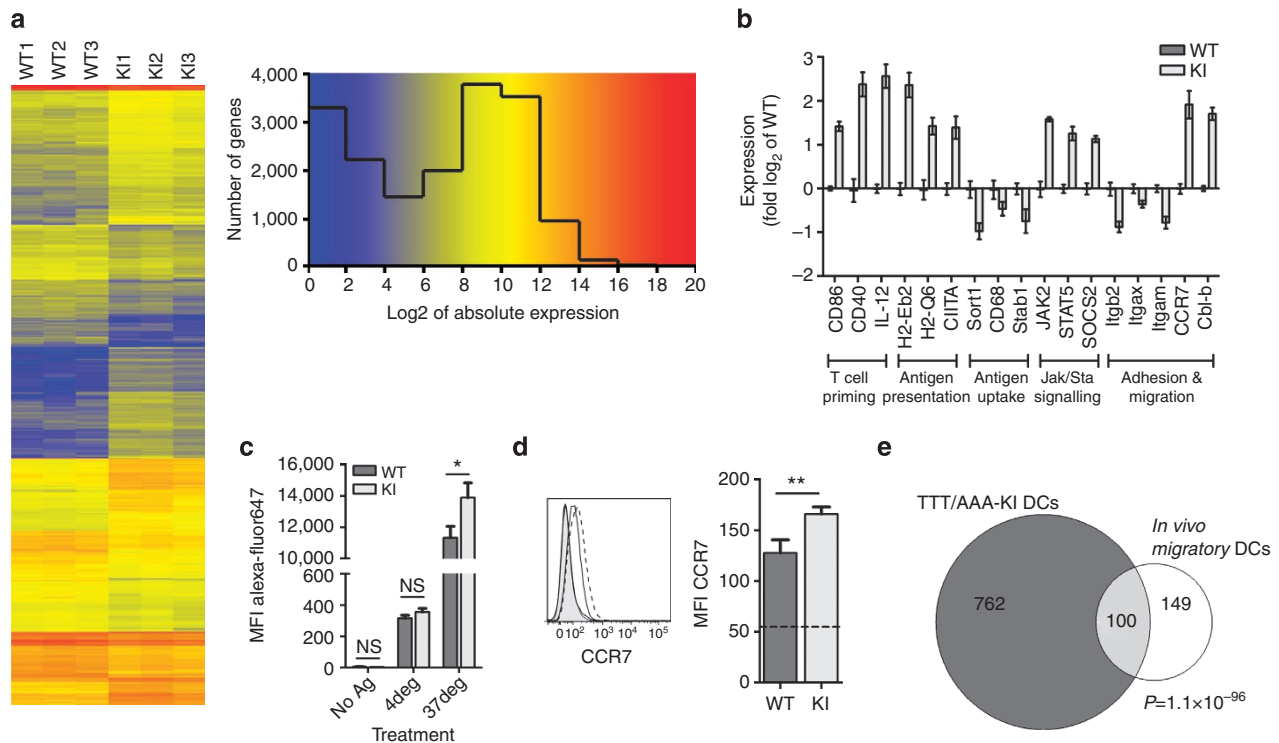 a
WT1
WT2
WT3
KI1
KI2
KI3
Number of genes
4,000
3,000
2,000
1,000
0
0 2 4 6 8 10 12 14 16 18 20
Log2 of absolute expression
b
WT
KI
Expression
(fold log2 of WT)
3
2
1
0
−1
−2
CD86
CD40
IL-12
H2-Eb2
H2-Q6
CIITA
Sort1
CD68
Stab1
JAK2
STAT5
SOCS2
Itgb2
Itgax
Itgam
CCR7
Cbl-b
T cell
priming
Antigen
presentation
Antigen
uptake
Jak/Sta
signalling
Adhesion &
migration
c
MFI alexa-fluor647
16,000
14,000
12,000
10,000
600
400
200
0
WT
KI
NS
NS
*
No Ag
4deg
37deg
Treatment
d
0 10² 10³ 10⁴ 10⁵
CCR7
MFI CCR7
200
150
100
50
0
**
WT
KI
e
TTT/AAA-KI DCs
In vivo
migratory DCs
762
100
149
P=1.1×10⁻⁹⁶